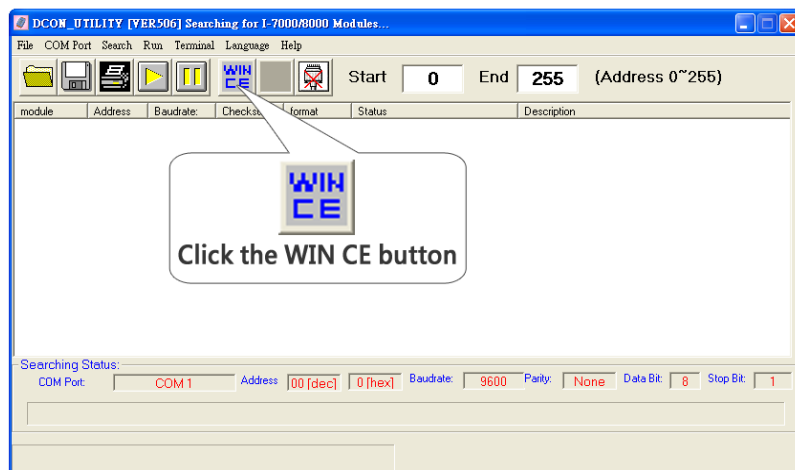 DCON_UTILITY [VER506] Searching for I-7000/8000 Modules...
File COM Port Search Run Terminal Language Help
WIN CE Start 0 End 255 (Address 0~255)
module Address Baudrate: format Status Description
WIN
CE
Click the WIN CE button
Searching Status:
COM Port: COM 1 Address 00 [dec] 0 [hex] Baudrate: 9600 Parity: None Data Bit: 8 Stop Bit: 1